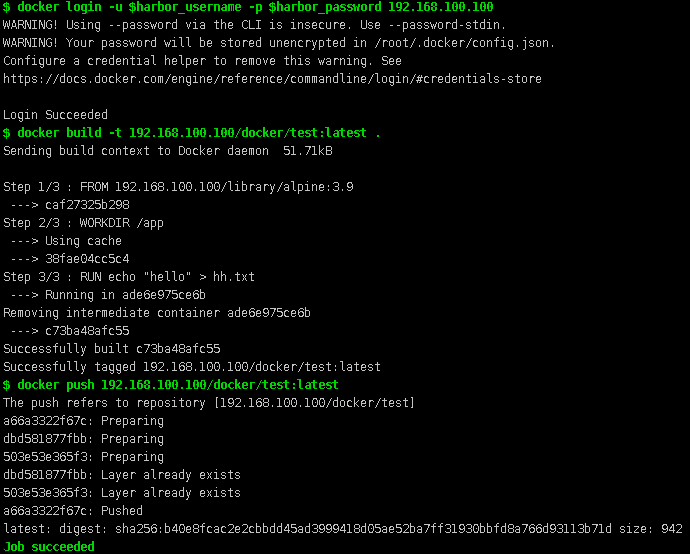 $ docker login -u $harbor_username -p $harbor_password 192.168.100.100
WARNING! Using --password via the CLI is insecure. Use --password-stdin.
WARNING! Your password will be stored unencrypted in /root/.docker/config.json.
Configure a credential helper to remove this warning. See
https://docs.docker.com/engine/reference/commandline/login/#credentials-store
Login Succeeded
$ docker build -t 192.168.100.100/docker/test:latest .
Sending build context to Docker daemon  51.71kB
Step 1/3 : FROM 192.168.100.100/library/alpine:3.9
 ---> caf27325b298
Step 2/3 : WORKDIR /app
 ---> Using cache
 ---> 38fae04cc5c4
Step 3/3 : RUN echo "hello" > hh.txt
 ---> Running in ade6e975ce6b
Removing intermediate container ade6e975ce6b
 ---> c73ba48afc55
Successfully built c73ba48afc55
Successfully tagged 192.168.100.100/docker/test:latest
$ docker push 192.168.100.100/docker/test:latest
The push refers to repository [192.168.100.100/docker/test]
a66a3322f67c: Preparing
dbd581877fbb: Preparing
503e53e365f3: Preparing
dbd581877fbb: Layer already exists
503e53e365f3: Layer already exists
a66a3322f67c: Pushed
latest: digest: sha256:b40e8fcac2e2cbbdd45ad3999418d05ae52ba7ff31930bbfd8a766d93113b71d size: 942
Job succeeded